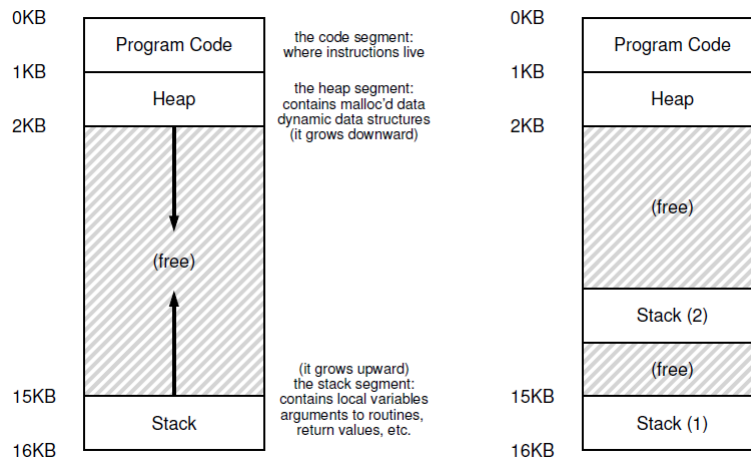 0KB
Program Code
the code segment:
where instructions live
1KB
Heap
the heap segment:
contains malloc'd data
dynamic data structures
(it grows downward)
2KB
(free)
(it grows upward)
the stack segment:
contains local variables
arguments to routines,
return values, etc.
15KB
Stack
16KB
0KB
Program Code
1KB
Heap
2KB
(free)
Stack (2)
(free)
15KB
Stack (1)
16KB